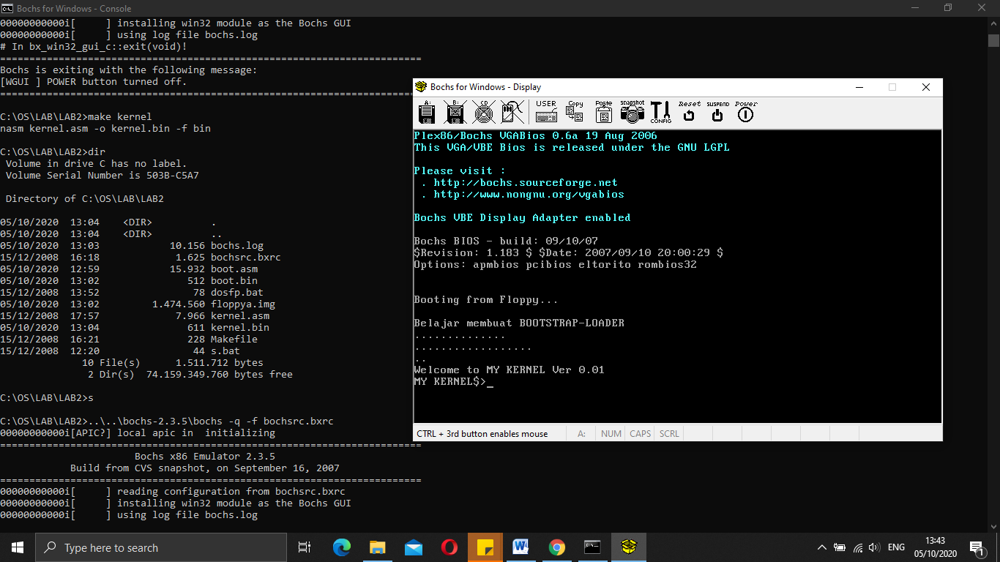 Bochs for Windows - Console
00000000000i[     ] installing win32 module as the Bochs GUI
00000000000i[     ] using log file bochs.log
# In bx_win32_gui_c::exit(void)!
========================================================================
Bochs is exiting with the following message:
[WGUI ] POWER button turned off.
========================================================================
C:\OS\LAB\LAB2>make kernel
nasm kernel.asm -o kernel.bin -f bin
C:\OS\LAB\LAB2>dir
 Volume in drive C has no label.
 Volume Serial Number is 503B-C5A7
 Directory of C:\OS\LAB\LAB2
05/10/2020  13:04    <DIR>          .
05/10/2020  13:04    <DIR>          ..
05/10/2020  13:03            10.156 bochs.log
15/12/2008  16:18             1.625 bochsrc.bxrc
05/10/2020  12:59            15.932 boot.asm
05/10/2020  13:02               512 boot.bin
15/12/2008  13:52                78 dosfp.bat
05/10/2020  13:02         1.474.560 floppya.img
15/12/2008  17:57             7.966 kernel.asm
05/10/2020  13:04               611 kernel.bin
15/12/2008  16:21               228 Makefile
15/12/2008  12:20                44 s.bat
              10 File(s)      1.511.712 bytes
               2 Dir(s)  74.159.349.760 bytes free
C:\OS\LAB\LAB2>s
C:\OS\LAB\LAB2>..\..\bochs-2.3.5\bochs -q -f bochsrc.bxrc
00000000000i[APIC?] local apic in  initializing
========================================================================
                       Bochs x86 Emulator 2.3.5
            Build from CVS snapshot, on September 16, 2007
========================================================================
00000000000i[     ] reading configuration from bochsrc.bxrc
00000000000i[     ] installing win32 module as the Bochs GUI
00000000000i[     ] using log file bochs.log
Bochs for Windows - Display
A: B: CD USER Copy Paste snapshot CONFIG Reset SUSPEND Power
Plex86/Bochs VGABios 0.6a 19 Aug 2006
This VGA/VBE Bios is released under the GNU LGPL
Please visit :
 . http://bochs.sourceforge.net
 . http://www.nongnu.org/vgabios
Bochs VBE Display Adapter enabled
Bochs BIOS - build: 09/10/07
$Revision: 1.183 $ $Date: 2007/09/10 20:00:29 $
Options: apmbios pcibios eltorito rombios32
Booting from Floppy...
Belajar membuat BOOTSTRAP-LOADER
..............
..................
..
Welcome to MY KERNEL Ver 0.01
MY KERNEL$>_
CTRL + 3rd button enables mouse A: NUM CAPS SCRL
Type here to search
ENG
13:43
05/10/2020
1